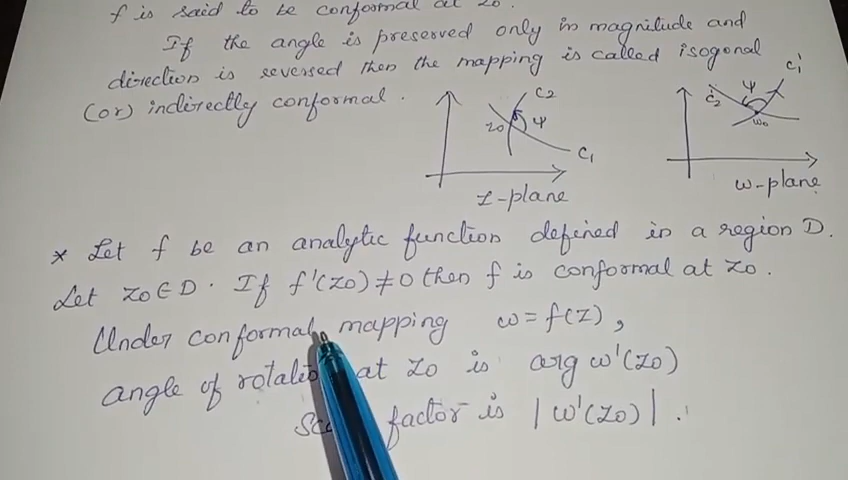 f is said to be conformal at z₀.
If the angle is preserved only in magnitude and
direction is reversed then the mapping is called isogonal
(or) indirectly conformal.
C₂
z₀ ψ
C₁
z-plane
C₁'
C₂' ψ
w₀
w-plane
* Let f be an analytic function defined in a region D.
Let z₀∈D. If f'(z₀)≠0 then f is conformal at z₀.
Under conformal mapping w=f(z),
angle of rotatio at z₀ is arg w'(z₀)
factor is |w'(z₀)|.